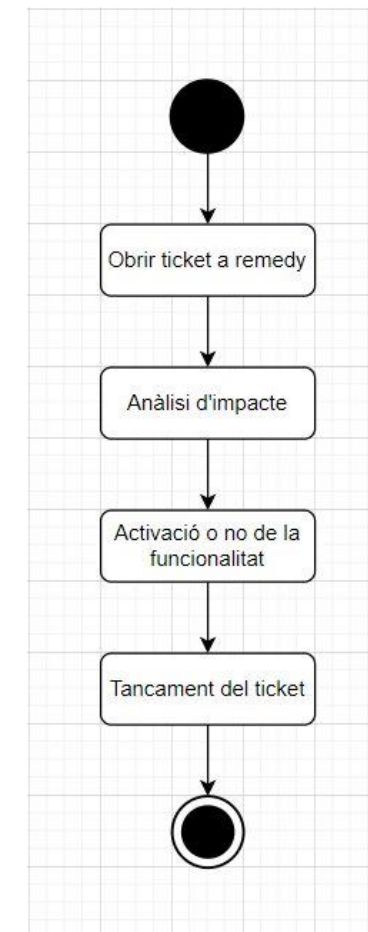 Obrir ticket a remedy
Anàlisi d'impacte
Activació o no de la
funcionalitat
Tancament del ticket